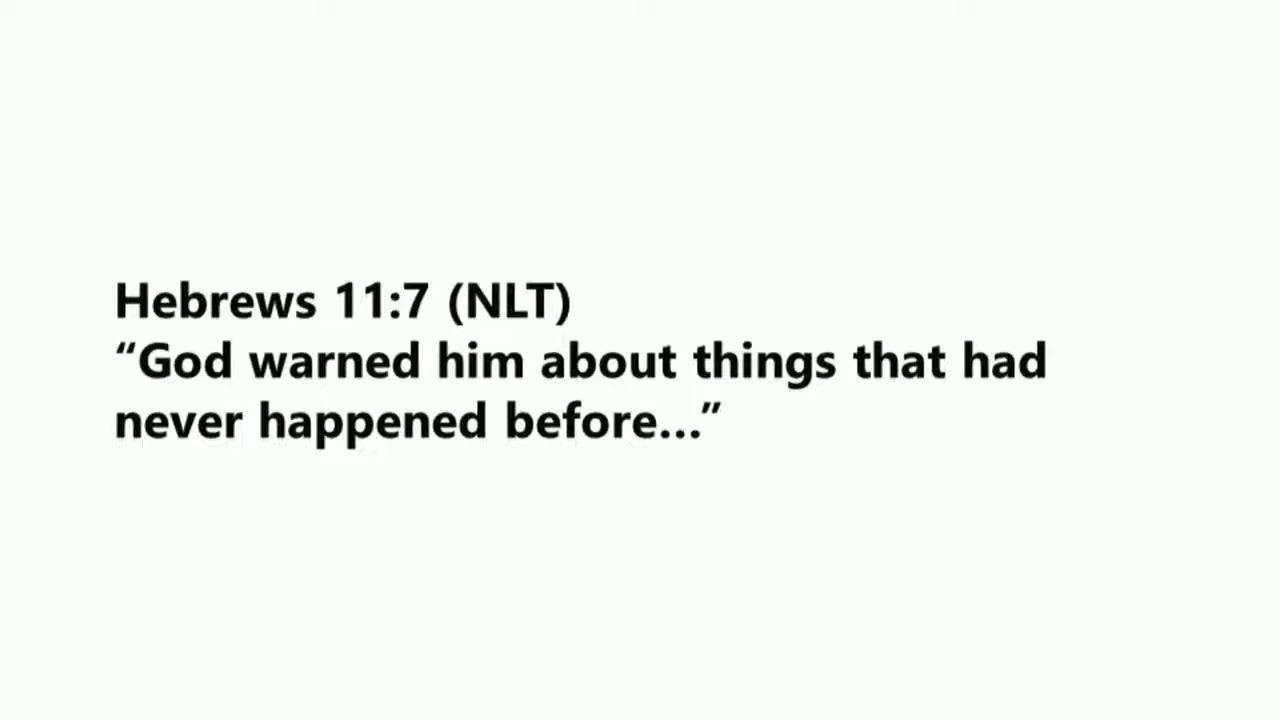 Hebrews 11:7 (NLT)
“God warned him about things that had
never happened before...”